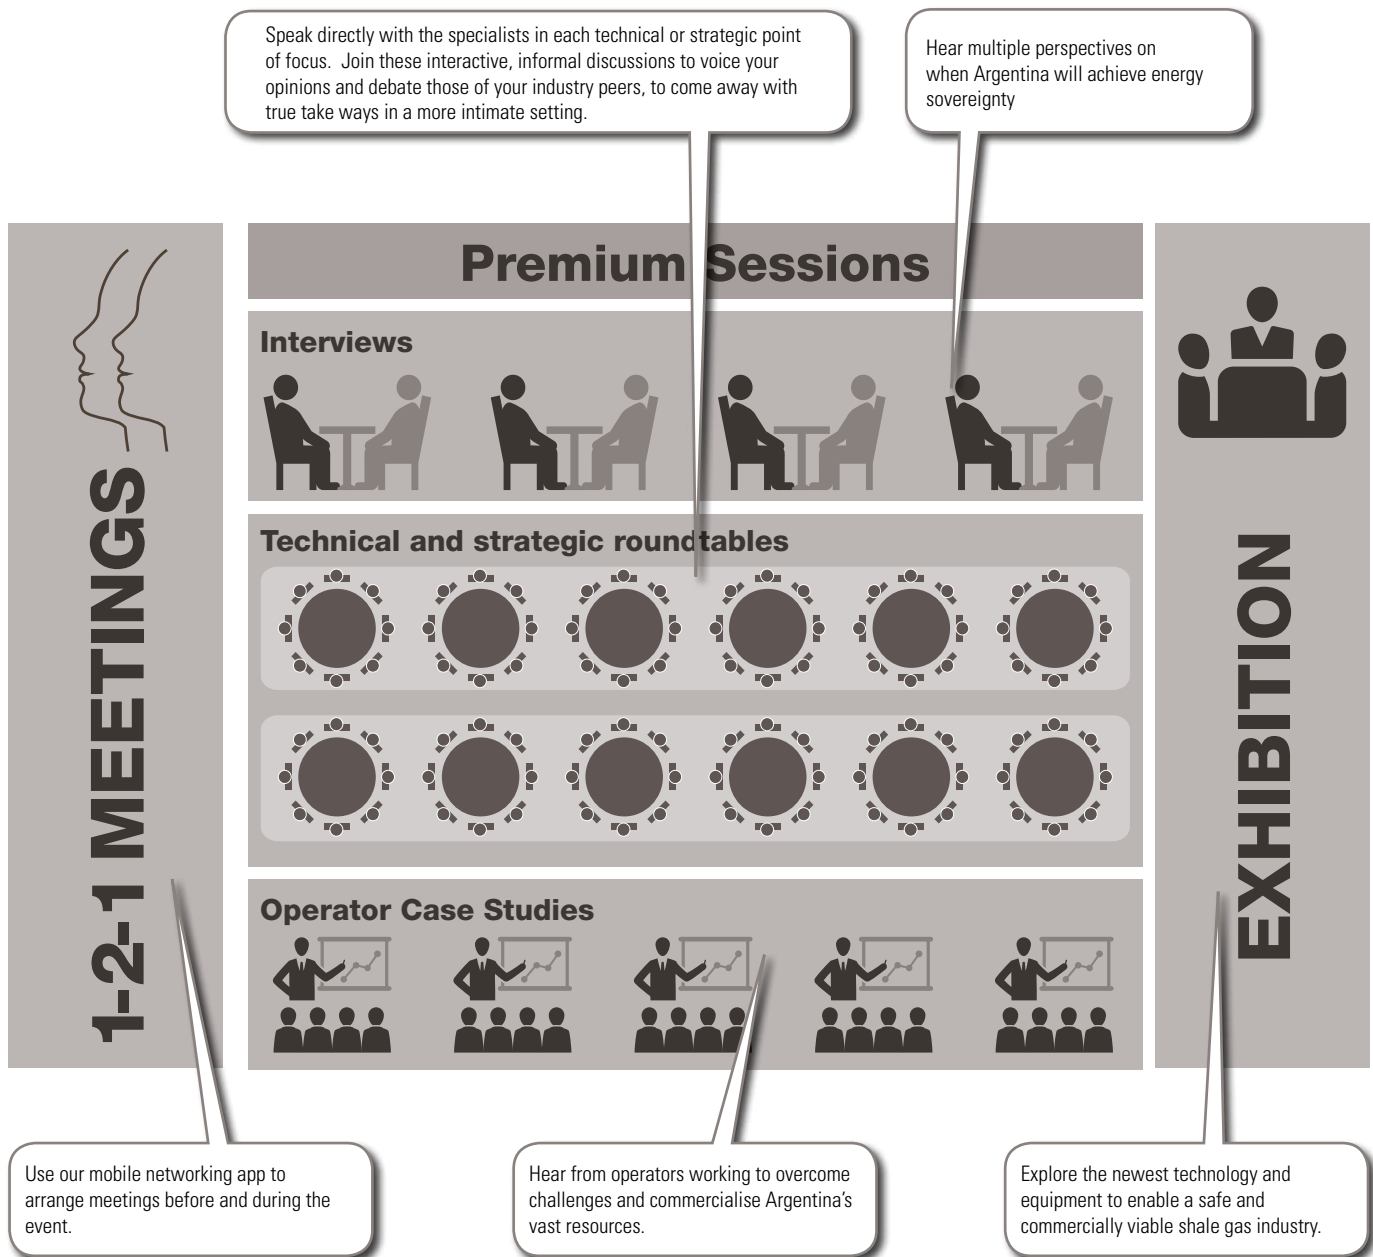 Speak directly with the specialists in each technical or strategic point
of focus.  Join these interactive, informal discussions to voice your
opinions and debate those of your industry peers, to come away with
true take ways in a more intimate setting.
Hear multiple perspectives on
when Argentina will achieve energy
sovereignty
1-2-1 MEETINGS
Premium Sessions
Interviews
Technical and strategic roundtables
Operator Case Studies
EXHIBITION
Use our mobile networking app to
arrange meetings before and during the
event.
Hear from operators working to overcome
challenges and commercialise Argentina's
vast resources.
Explore the newest technology and
equipment to enable a safe and
commercially viable shale gas industry.